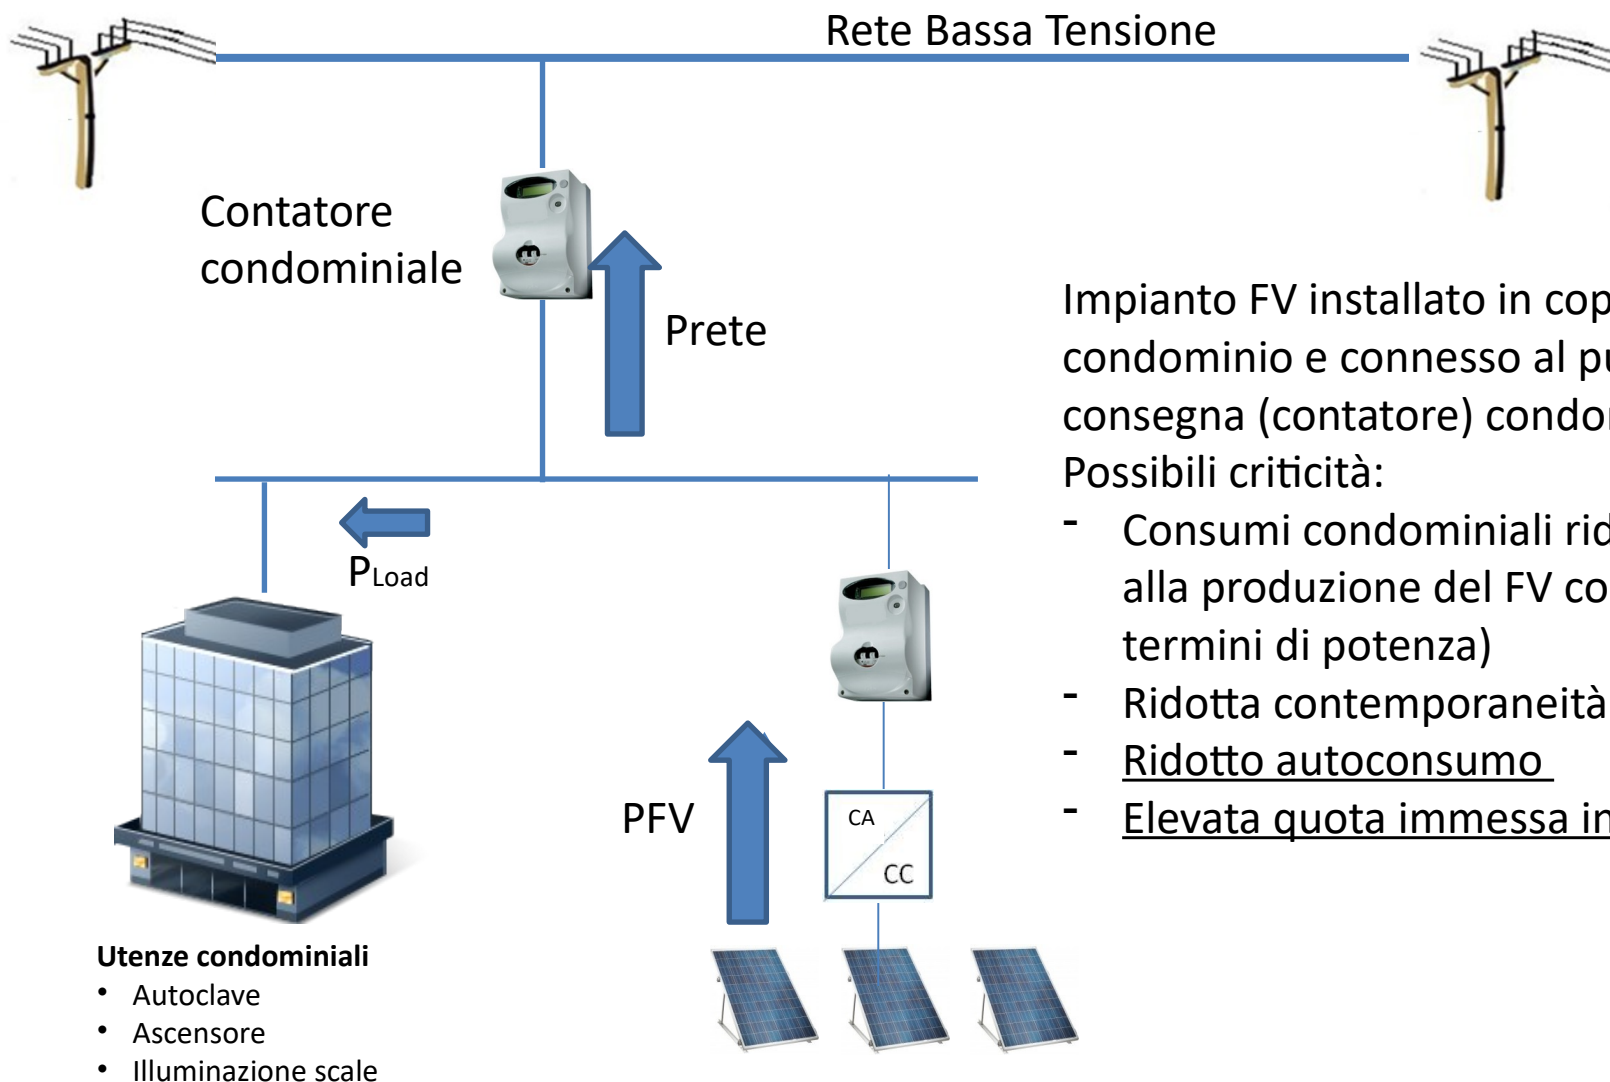 Rete Bassa Tensione
Contatore
condominiale
Prete
Impianto FV installato in cop
condominio e connesso al pu
consegna (contatore) condo
Possibili criticità:
- Consumi condominiali rid
alla produzione del FV co
termini di potenza)
- Ridotta contemporaneità
- Ridotto autoconsumo
- Elevata quota immessa in
PLoad
PFV
CA
CC
Utenze condominiali
• Autoclave
• Ascensore
• Illuminazione scale